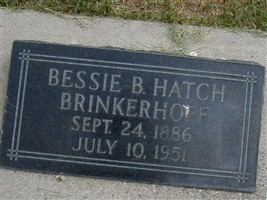 BESSIE B. HATCH
BRINKERHOFF
SEPT. 24, 1886
JULY 10, 1951